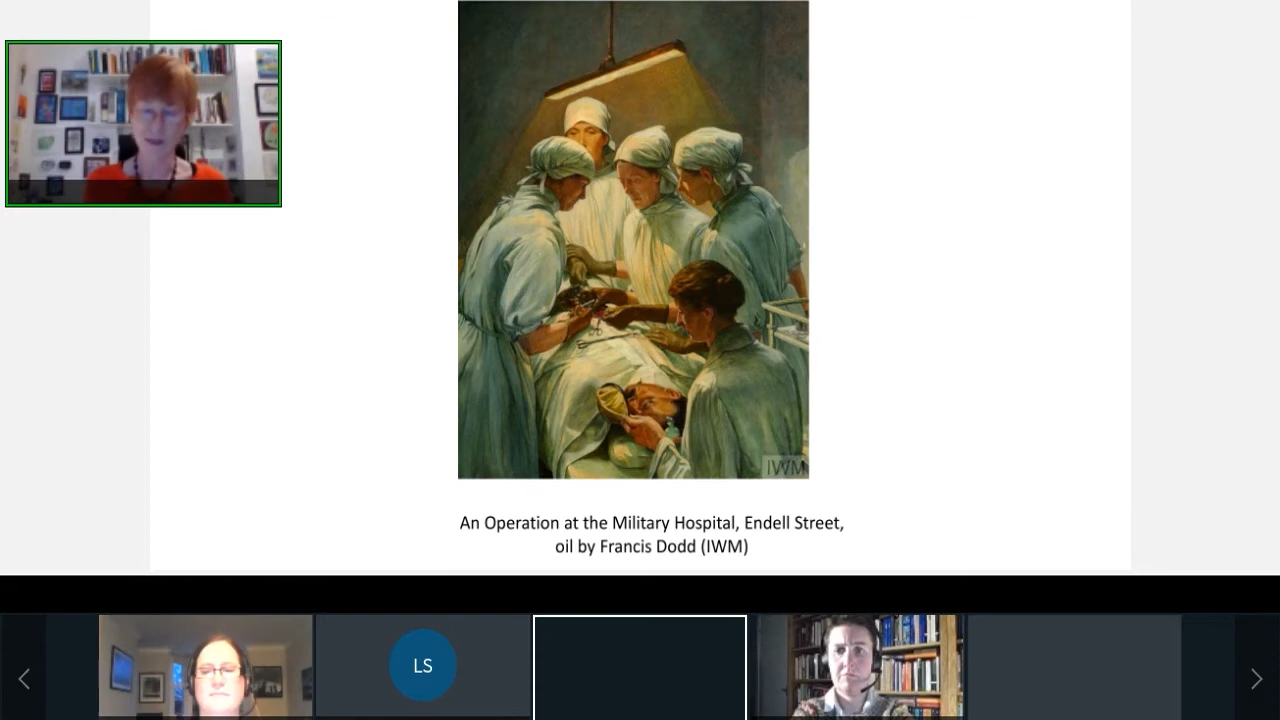 IWM
An Operation at the Military Hospital, Endell Street,
oil by Francis Dodd (IWM)
LS